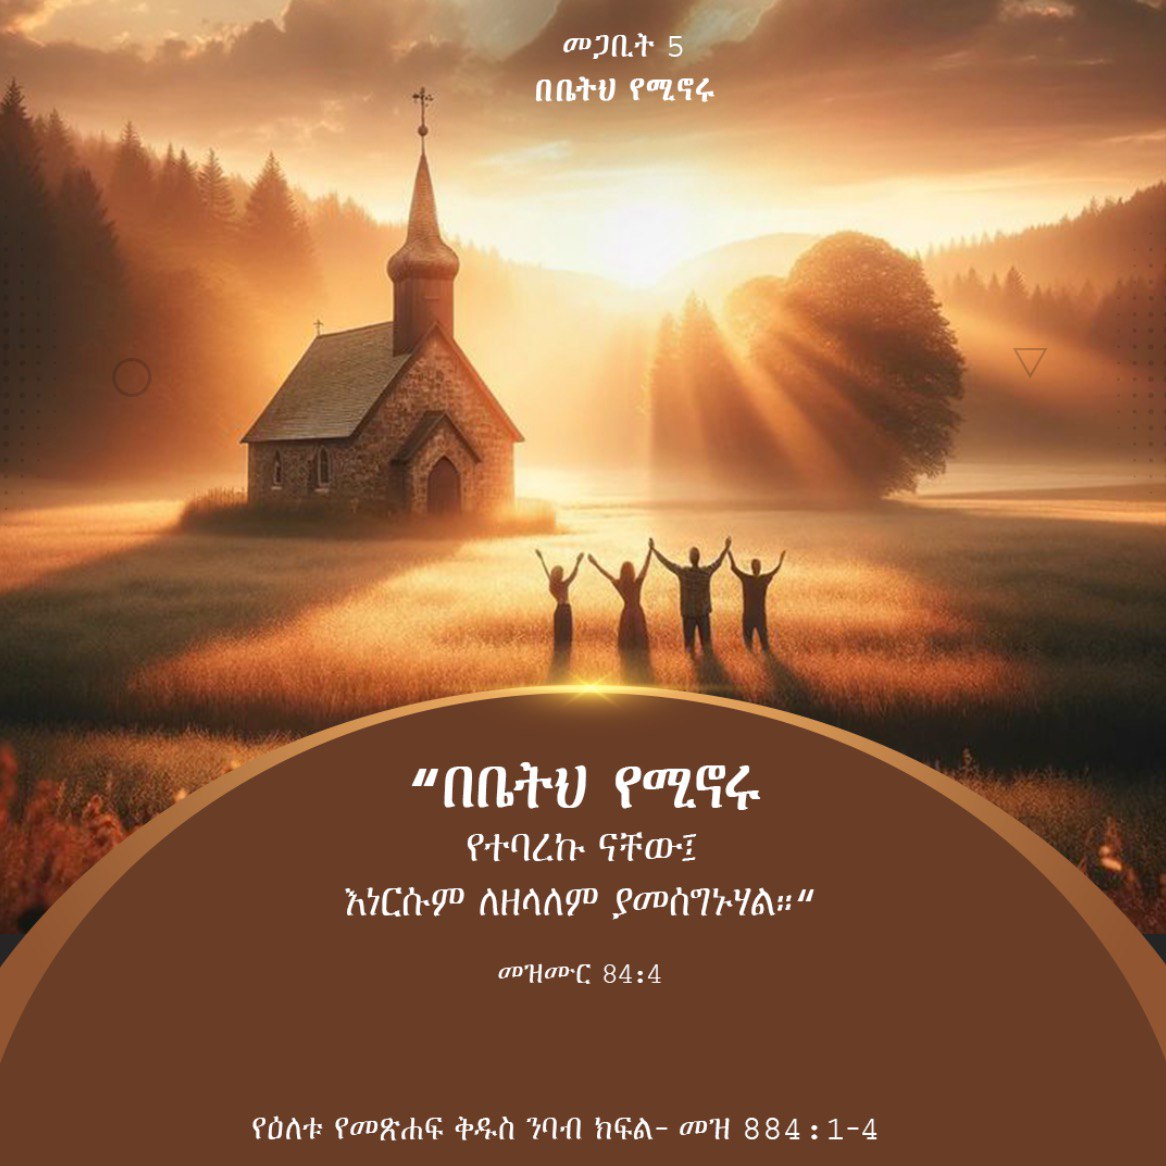 መጋቢት 5
በቤትህ የሚኖሩ
“በቤትህ የሚኖሩ
የተባረኩ ናቸው፤
እነርሱም ለዘላለም ያመሰግኑሃል።“
መዝሙር 84:4
የዕለቱ የመጽሐፍ ቅዱስ ንባብ ክፍል- መዝ 884:1-4